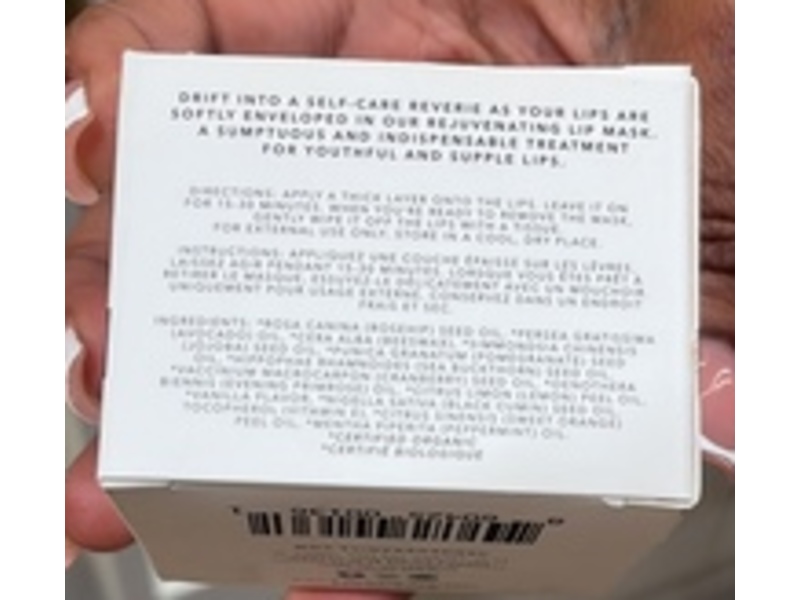 DRIFT INTO A SELF-CARE REVERIE AS YOUR LIPS ARE
SOFTLY ENVELOPED IN OUR REJUVENATING LIP MASK.
A SUMPTUOUS AND INDISPENSABLE TREATMENT
FOR YOUTHFUL AND SUPPLE LIPS.
DIRECTIONS: APPLY A THICK LAYER ONTO THE LIPS. LEAVE IT ON
FOR 15-30 MINUTES. WHEN YOU'RE READY TO REMOVE THE MASK,
GENTLY WIPE IT OFF THE LIPS WITH A TISSUE.
FOR EXTERNAL USE ONLY. STORE IN A COOL, DRY PLACE.
INSTRUCTIONS: APPLIQUEZ UNE COUCHE ÉPAISSE SUR LES LÈVRES.
LAISSEZ AGIR PENDANT 15-30 MINUTES. LORSQUE VOUS ÊTES PRÊT À
RETIRER LE MASQUE, ESSUYEZ-LE DÉLICATEMENT AVEC UN MOUCHOIR
UNIQUEMENT POUR USAGE EXTERNE. CONSERVEZ DANS UN ENDROIT
FRAIS ET SEC.
INGREDIENTS: *ROSA CANINA (ROSEHIP) SEED OIL, *PERSEA GRATISSIMA
(AVOCADO) OIL, *CERA ALBA (BEESWAX), *SIMMONDSIA CHINENSIS
(JOJOBA) SEED OIL, *PUNICA GRANATUM (POMEGRANATE) SEED
OIL, *HIPPOPHAE RHAMNOIDES (SEA BUCKTHORN) SEED OIL,
*VACCINIUM MACROCARPON (CRANBERRY) SEED OIL, *OENOTHERA
BIENNIS (EVENING PRIMROSE) OIL, *CITRUS LIMON (LEMON) PEEL OIL,
*VANILLA FLAVOR, *NIGELLA SATIVA (BLACK CUMIN) SEED OIL,
TOCOPHEROL (VITAMIN E), *CITRUS SINENSIS (SWEET ORANGE)
PEEL OIL, *MENTHA PIPERITA (PEPPERMINT) OIL.
*CERTIFIED ORGANIC
*CERTIFIÉ BIOLOGIQUE